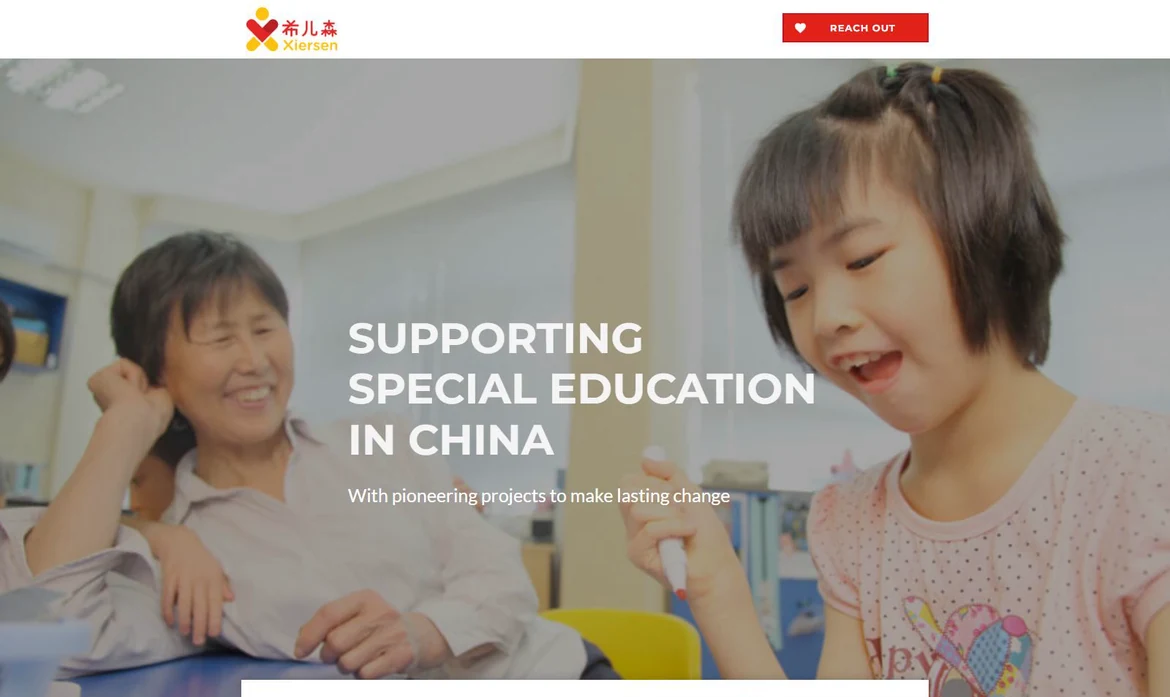 希儿森
Xiersen
REACH OUT
SUPPORTING
SPECIAL EDUCATION
IN CHINA
With pioneering projects to make lasting change